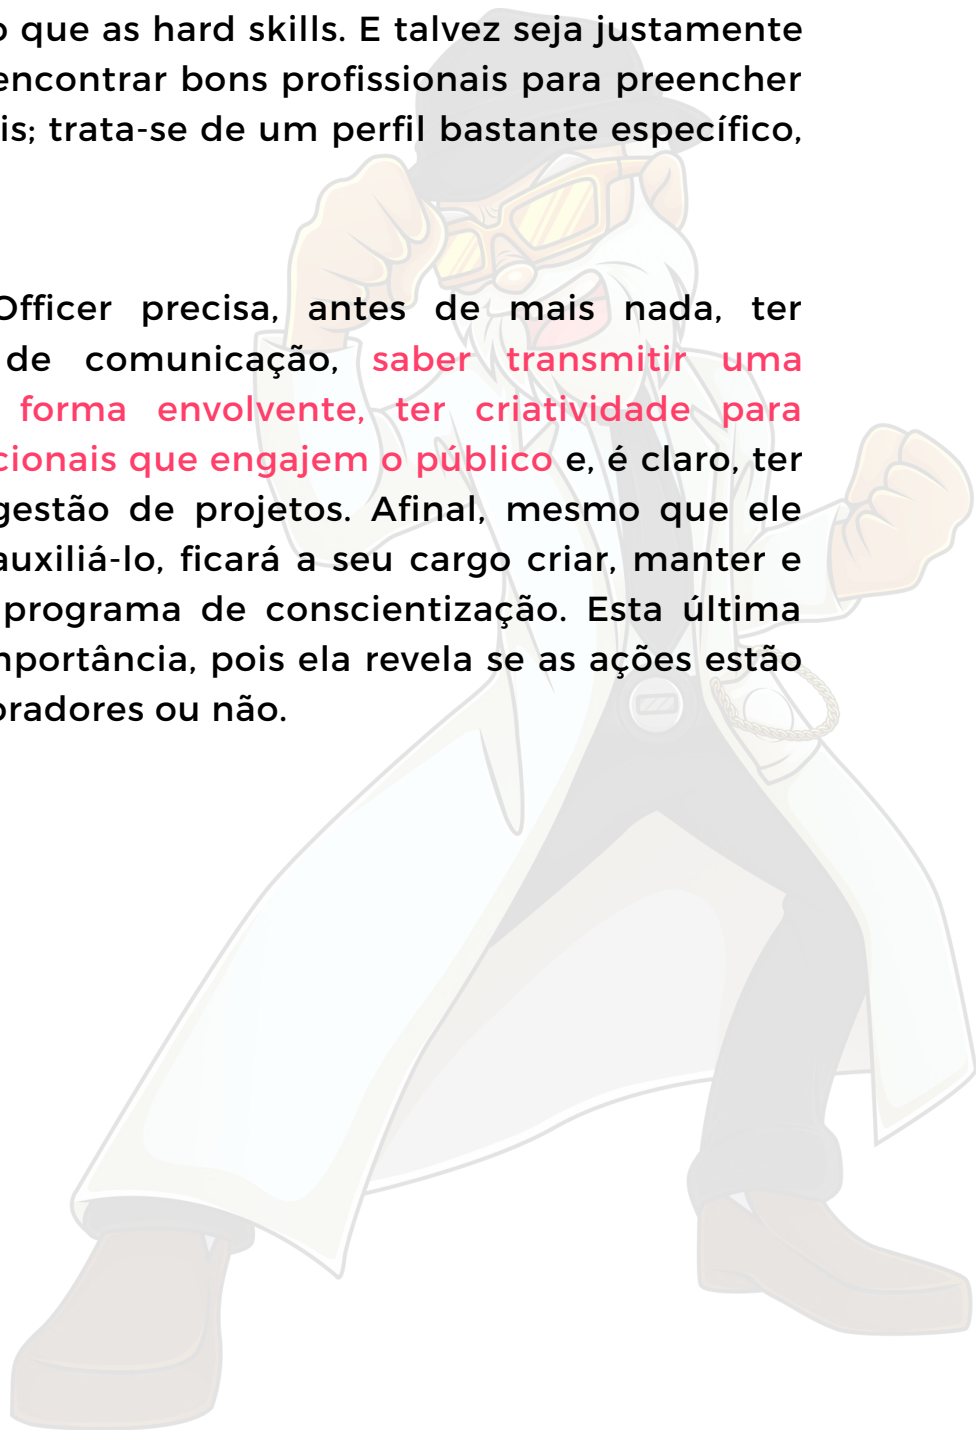 que as hard skills. E talvez seja justamente
encontrar bons profissionais para preencher
is; trata-se de um perfil bastante específico,
Officer precisa, antes de mais nada, ter
de comunicação, saber transmitir uma
forma envolvente, ter criatividade para
cionais que engajem o público e, é claro, ter
gestão de projetos. Afinal, mesmo que ele
auxiliá-lo, ficará a seu cargo criar, manter e
programa de conscientização. Esta última
mportância, pois ela revela se as ações estão
oradores ou não.